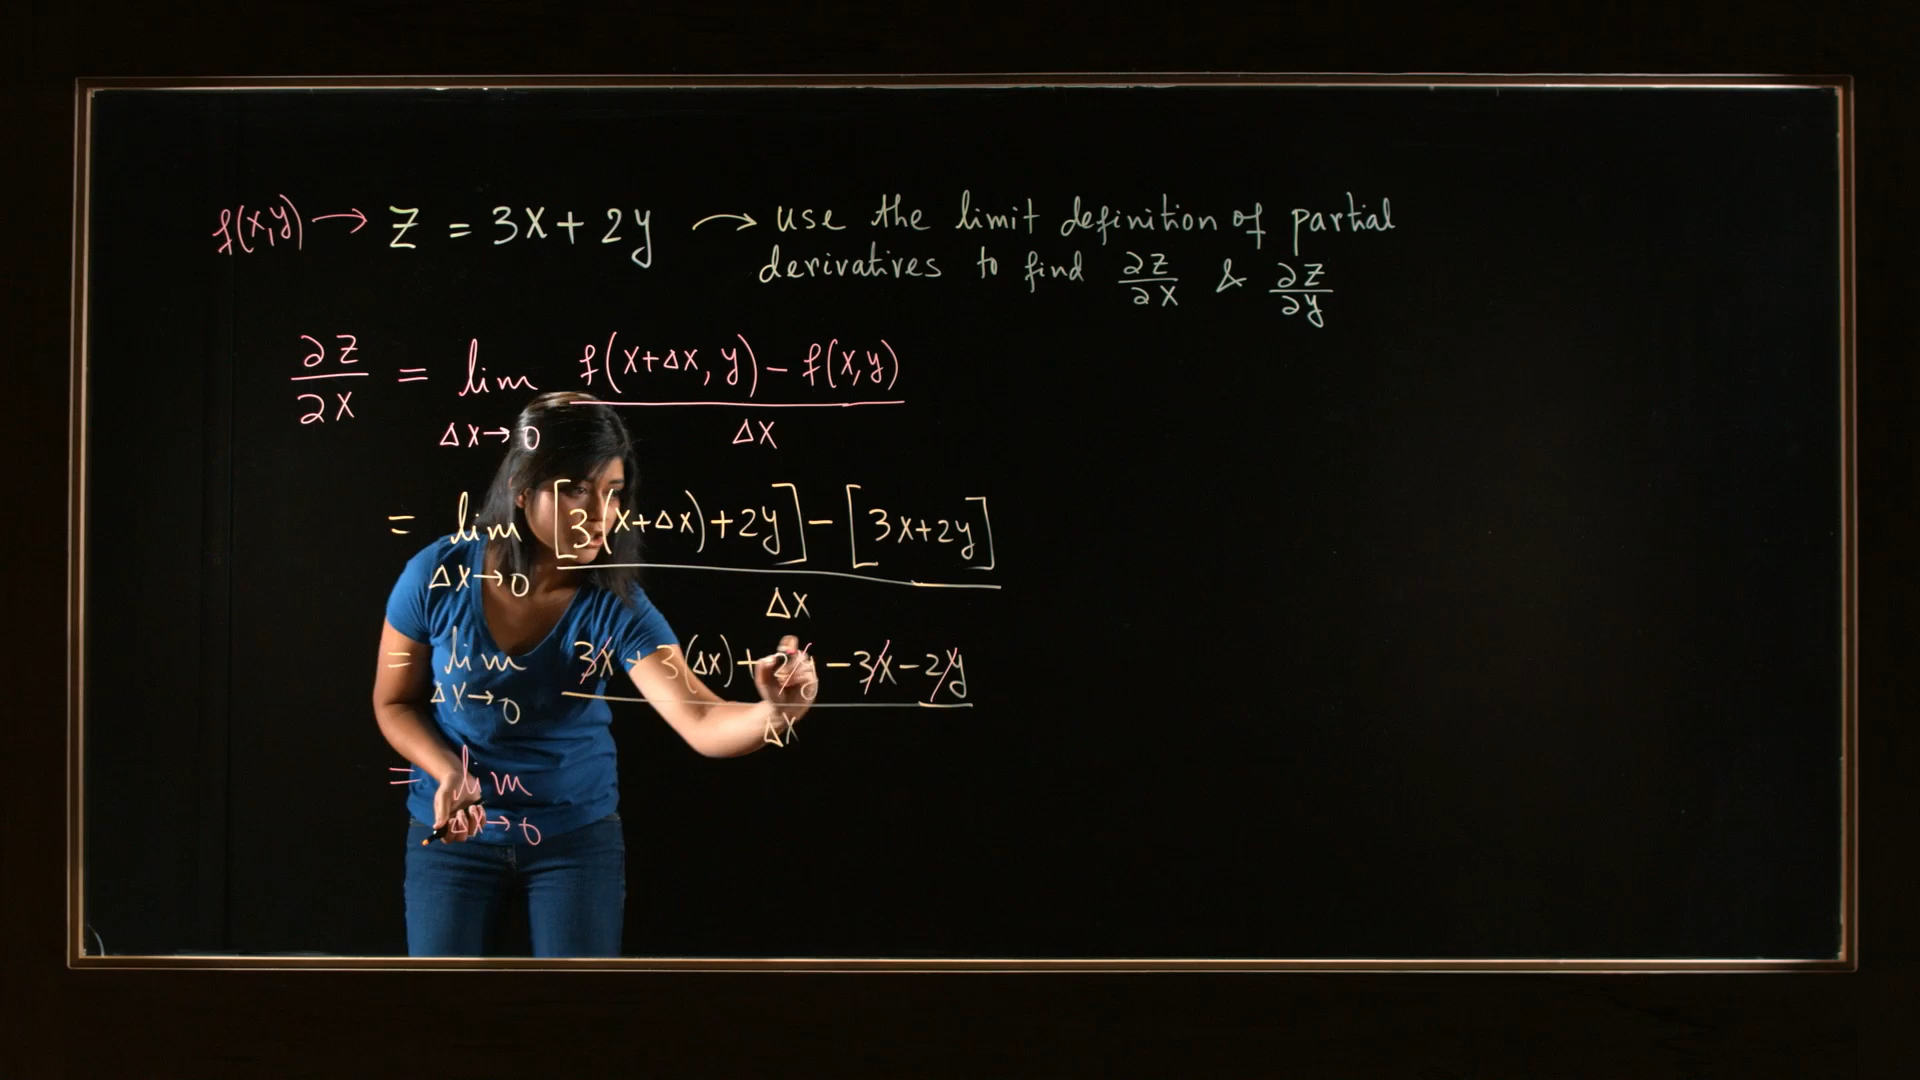 f(x,y) → z = 3x + 2y → use the limit definition of partial
derivatives to find ∂z/∂x & ∂z/∂y
∂z/∂x = lim Δx→0 f(x+Δx, y) - f(x,y) / Δx
= lim Δx→0 [3(x+Δx)+2y] - [3x+2y] / Δx
= lim Δx→0 3x + 3(Δx) + 2y - 3x - 2y / Δx
= lim Δx→0